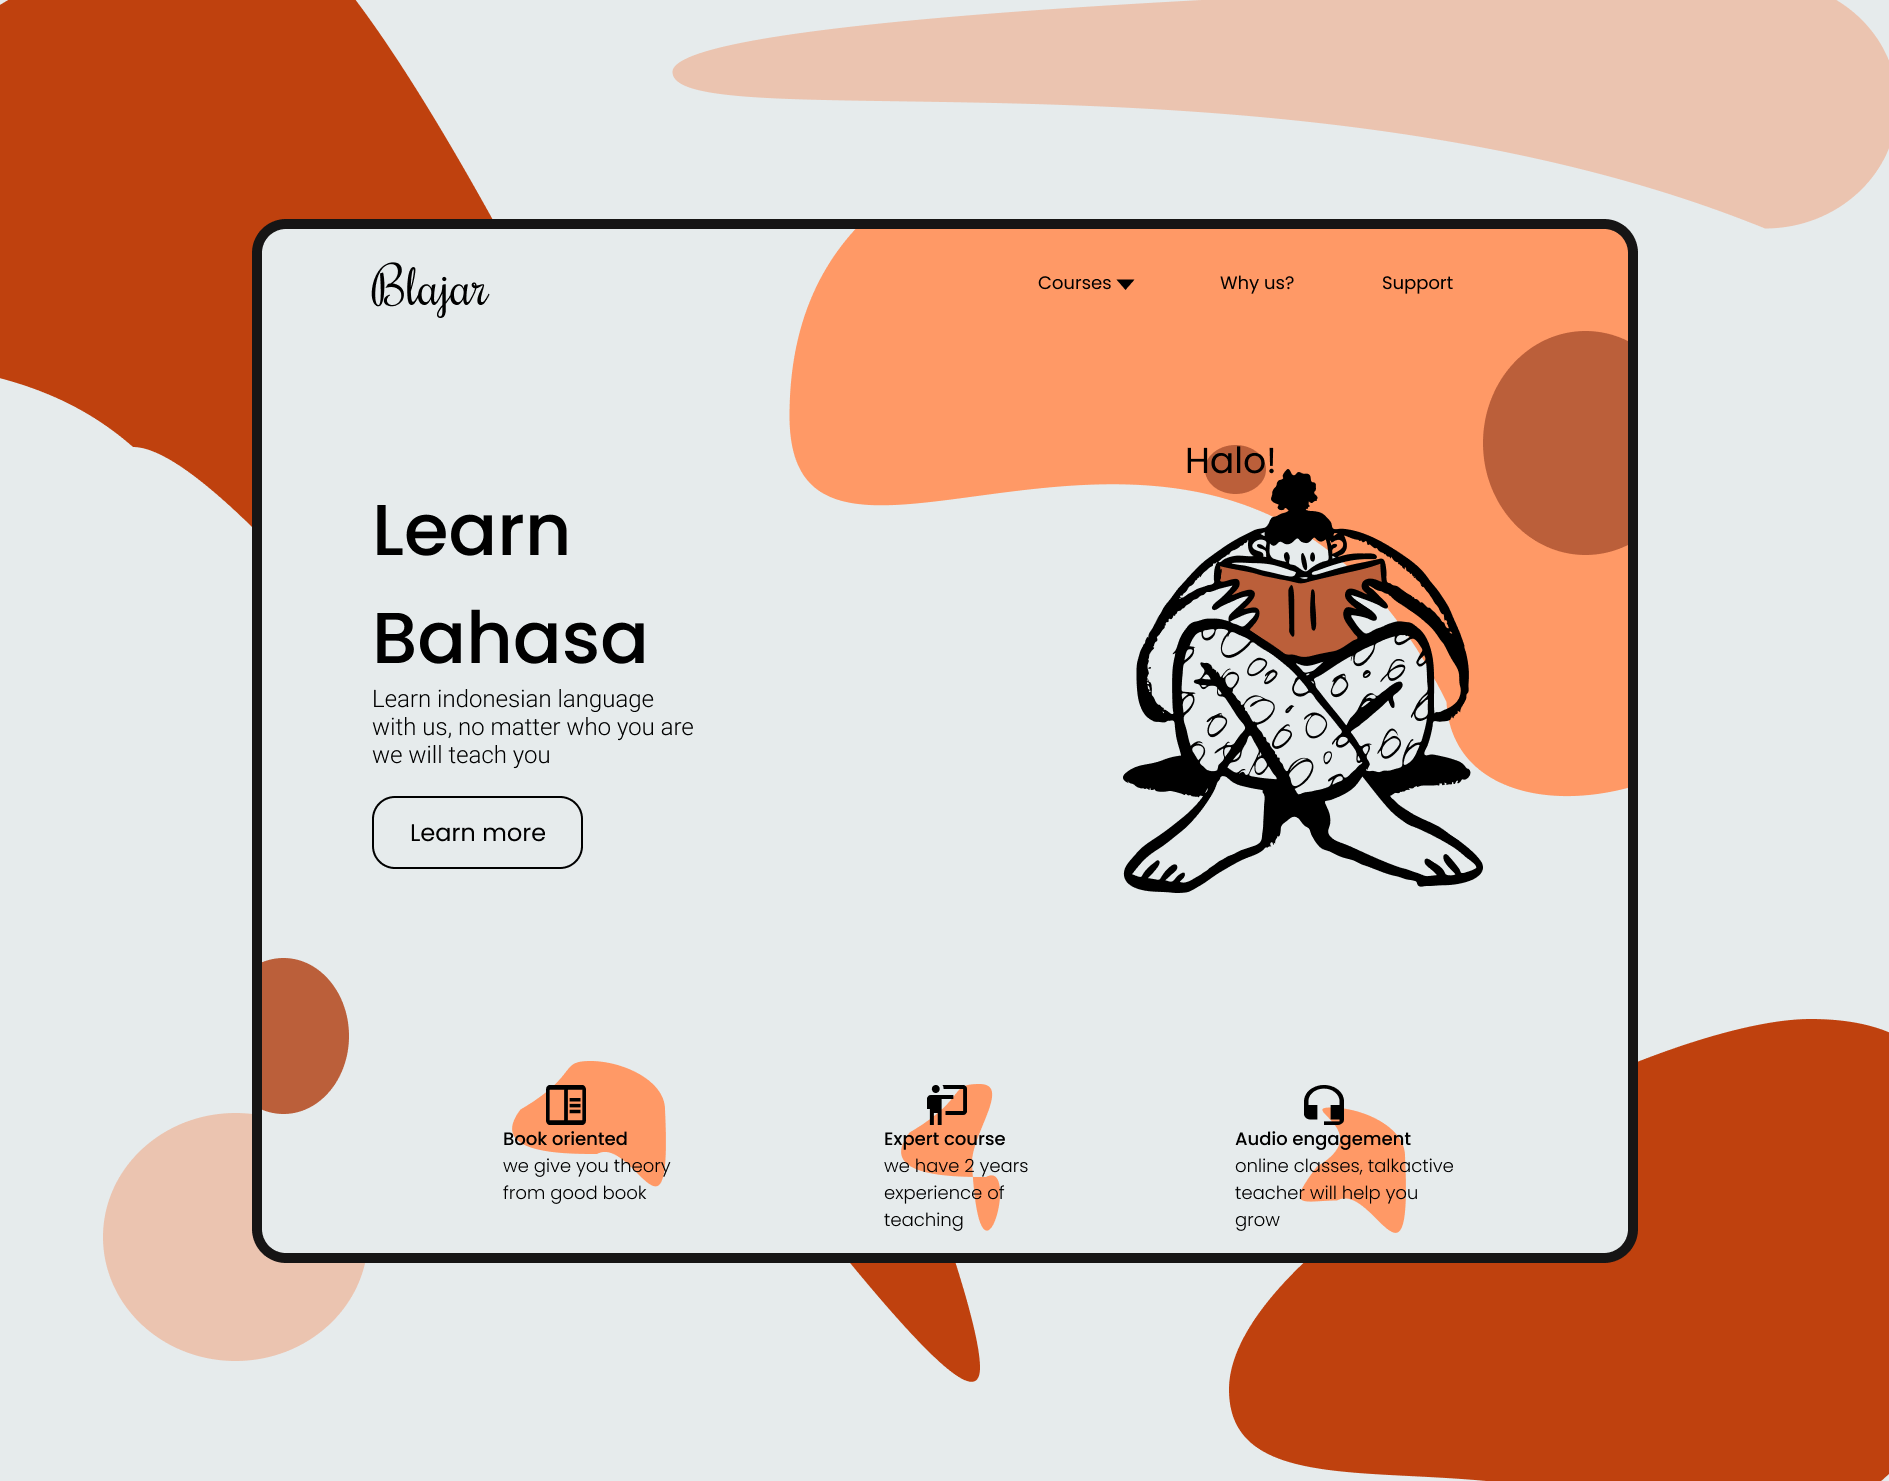 Blajar
Courses
Why us?
Support
Halo!
Learn
Bahasa
Learn indonesian language
with us, no matter who you are
we will teach you
Learn more
Book oriented
we give you theory
from good book
Expert course
we have 2 years
experience of
teaching
Audio engagement
online classes, talkactive
teacher will help you
grow